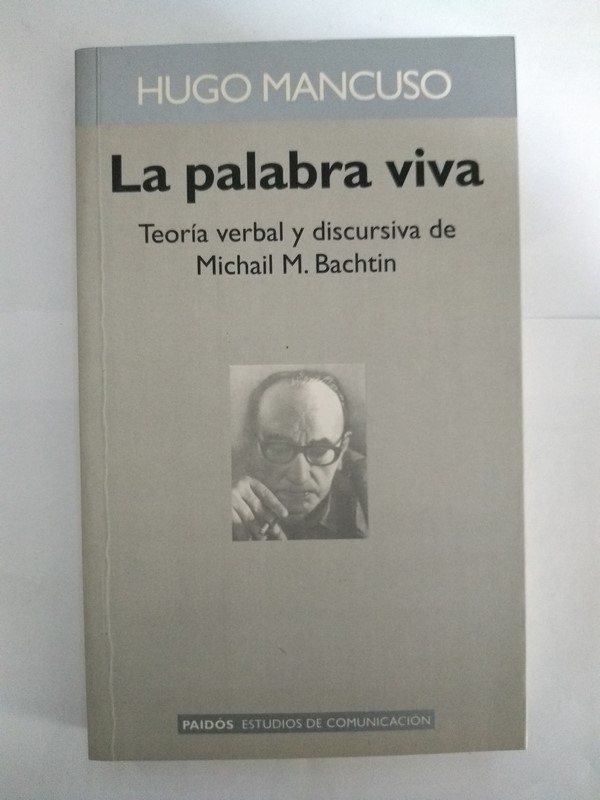 HUGO MANCUSO
La palabra viva
Teoría verbal y discursiva de
Michail M. Bachtin
PAIDÓS ESTUDIOS DE COMUNICACIÓN